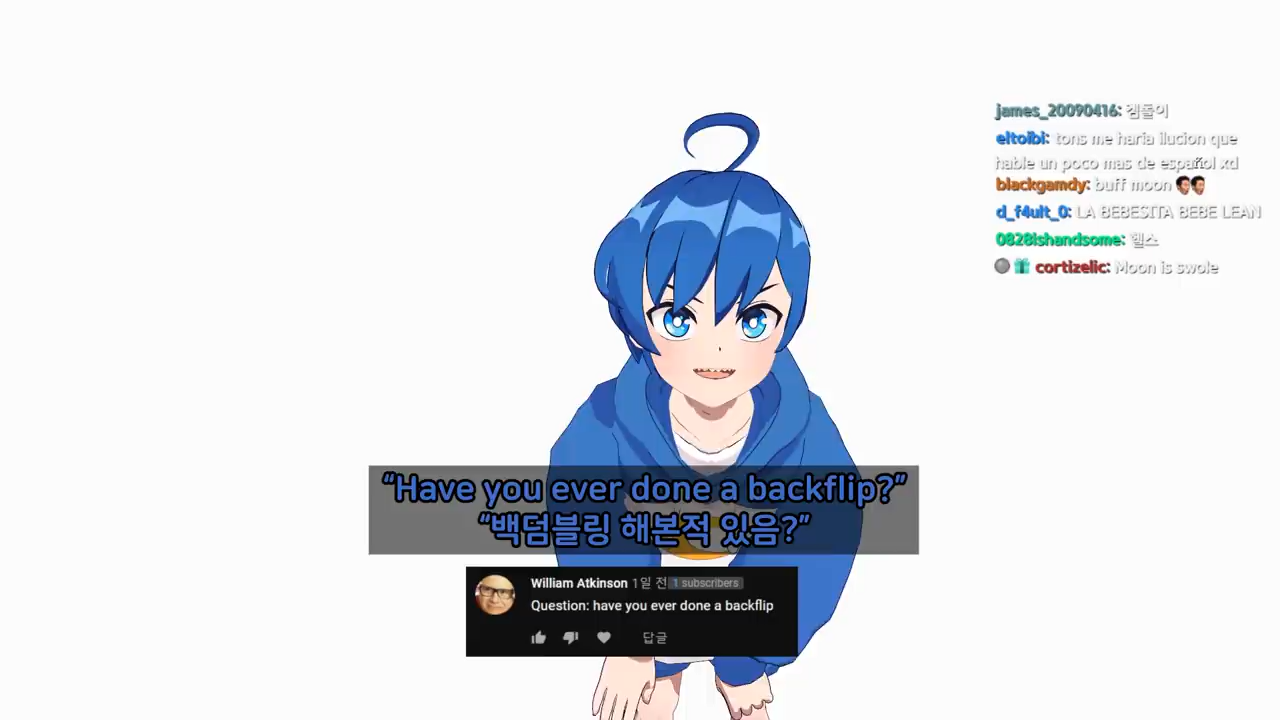 james_20090416: 겜돌이
eltoibi: tons me haria ilucion que
hable un poco mas de español xd
blackgamdy: buff moon
d_f4ult_0: LA BEBESITA BEBE LEAN
0828ishandsome: 헬스
cortizelic: Moon is swole
“Have you ever done a backflip?”
“백덤블링 해본적 있음?”
William Atkinson 1일 전 1 subscribers
Question: have you ever done a backflip
답글